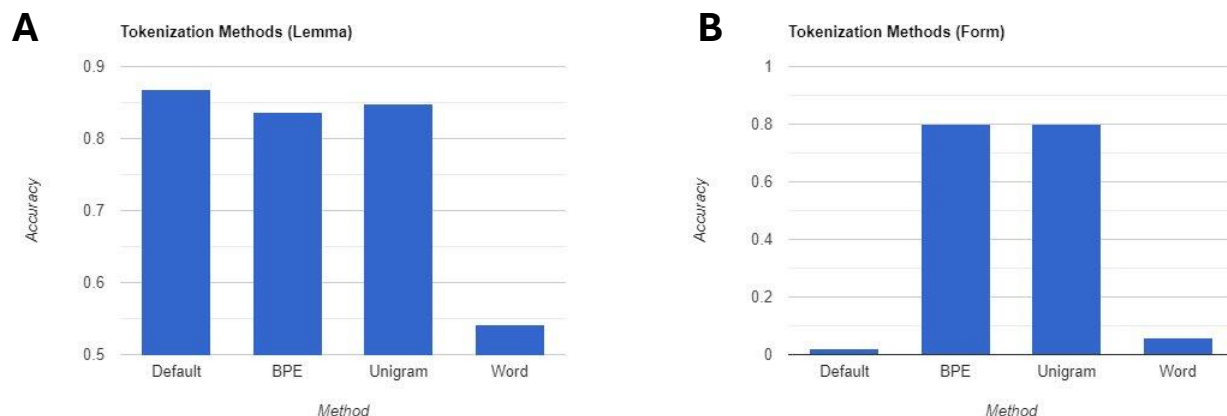 A
Tokenization Methods (Lemma)
0.9
0.8
0.7
0.6
0.5
Accuracy
Default BPE Unigram Word
Method
B
Tokenization Methods (Form)
1
0.8
0.6
0.4
0.2
0
Accuracy
Default BPE Unigram Word
Method